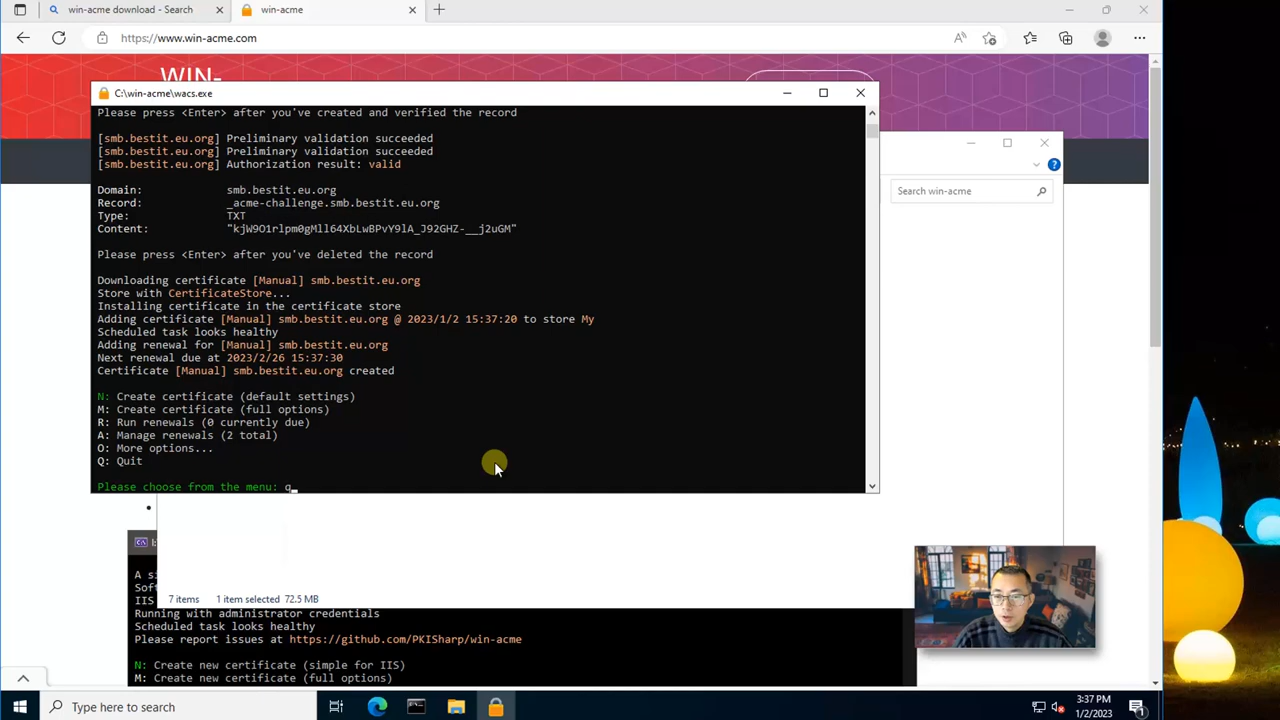 win-acme download - Search
win-acme
https://www.win-acme.com
WIN-
C:\win-acme\wacs.exe
Please press <Enter> after you've created and verified the record
[smb.bestit.eu.org] Preliminary validation succeeded
[smb.bestit.eu.org] Preliminary validation succeeded
[smb.bestit.eu.org] Authorization result: valid
Domain: smb.bestit.eu.org
Record: _acme-challenge.smb.bestit.eu.org
Type: TXT
Content: "kjW9O1rlpm0gMll64XbLwBPvY9lA_J92GHZ-__j2uGM"
Please press <Enter> after you've deleted the record
Downloading certificate [Manual] smb.bestit.eu.org
Store with CertificateStore...
Installing certificate in the certificate store
Adding certificate [Manual] smb.bestit.eu.org @ 2023/1/2 15:37:20 to store My
Scheduled task looks healthy
Adding renewal for [Manual] smb.bestit.eu.org
Next renewal due at 2023/2/26 15:37:30
Certificate [Manual] smb.bestit.eu.org created
N: Create certificate (default settings)
M: Create certificate (full options)
R: Run renewals (0 currently due)
A: Manage renewals (2 total)
O: More options...
Q: Quit
Please choose from the menu: q
Search win-acme
7 items 1 item selected 72.5 MB
A si
Sof
IIS
Running with administrator credentials
Scheduled task looks healthy
Please report issues at https://github.com/PKISharp/win-acme
N: Create new certificate (simple for IIS)
M: Create new certificate (full options)
Type here to search
3:37 PM
1/2/2023